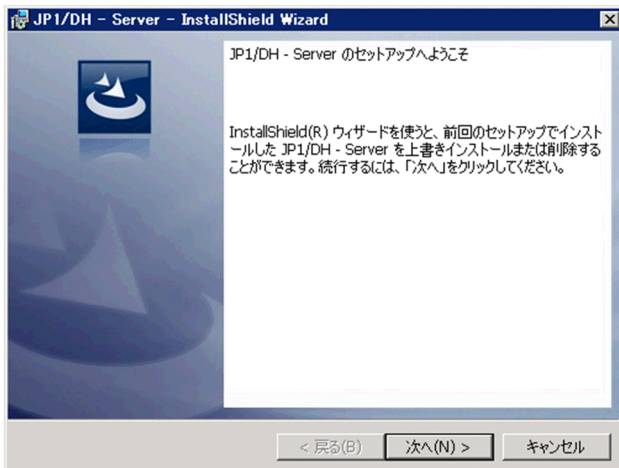 JP1/DH - Server - InstallShield Wizard
JP1/DH - Server のセットアップへようこそ
InstallShield(R) ウィザードを使うと、前回のセットアップでインスト
ールした JP1/DH - Server を上書きインストールまたは削除する
ことができます。続行するには、「次へ」をクリックしてください。
< 戻る(B) 次へ(N) > キャンセル